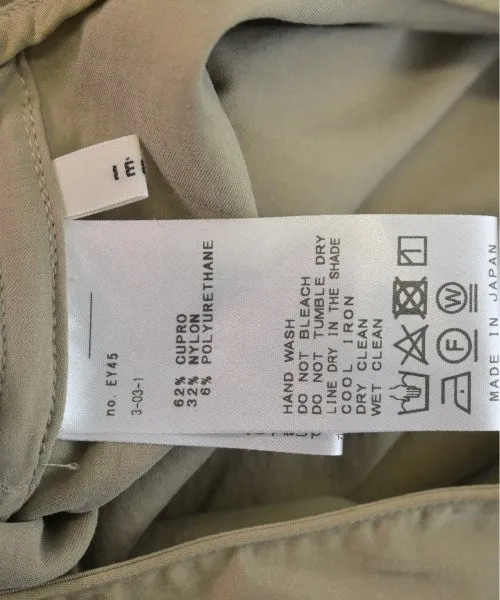 no. EY45
3-03-1
62% CUPRO
32% NYLON
6% POLYURETHANE
HAND WASH
DO NOT BLEACH
DO NOT TUMBLE DRY
LINE DRY IN THE SHADE
COOL IRON
DRY CLEAN
WET CLEAN
F
W
MADE IN JAPAN